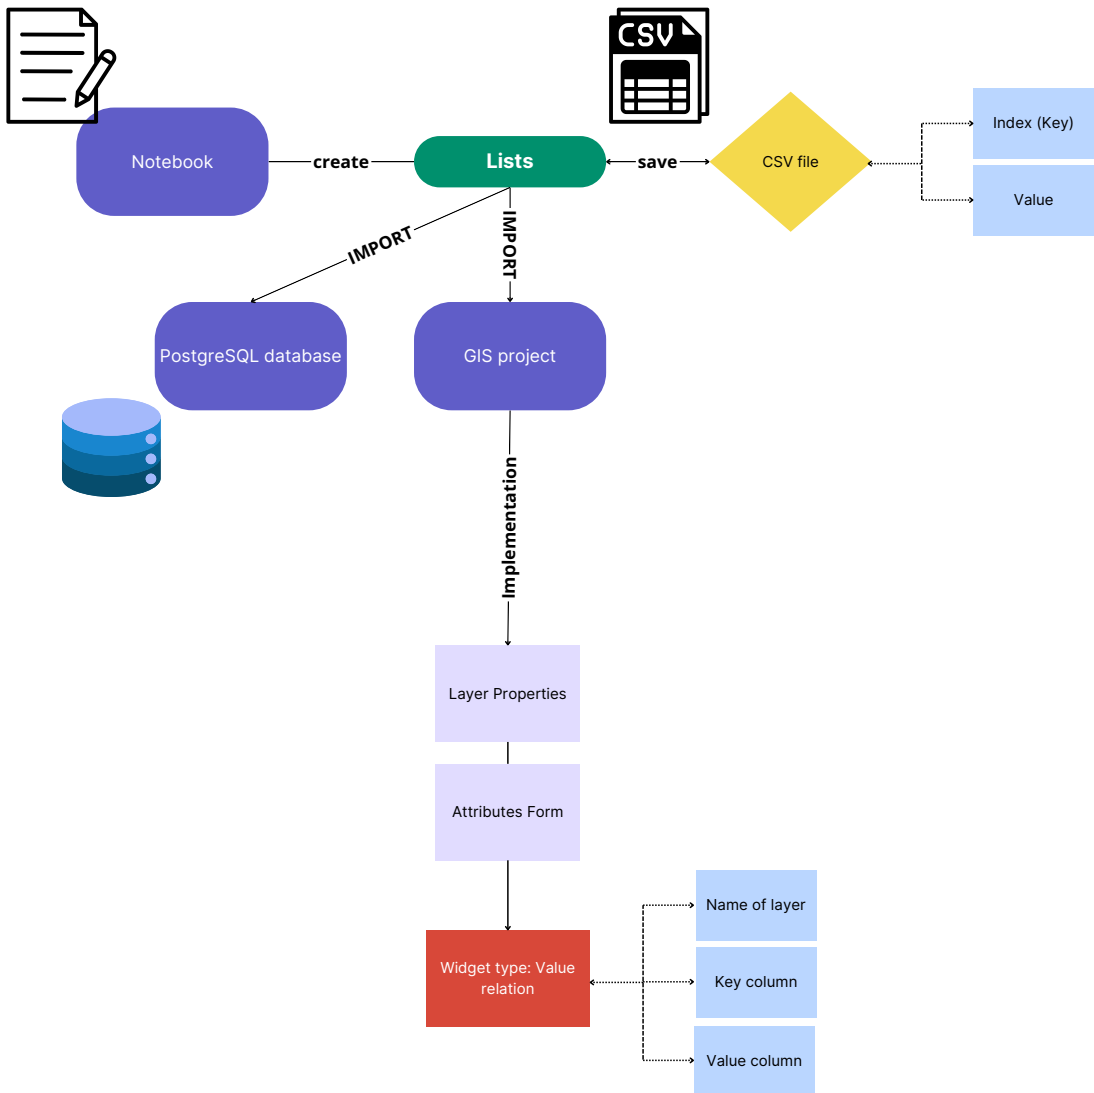 CSV
Notebook
create
Lists
save
CSV file
Index (Key)
Value
IMPORT
IMPORT
PostgreSQL database
GIS project
Implementation
Layer Properties
Attributes Form
Widget type: Value
relation
Name of layer
Key column
Value column